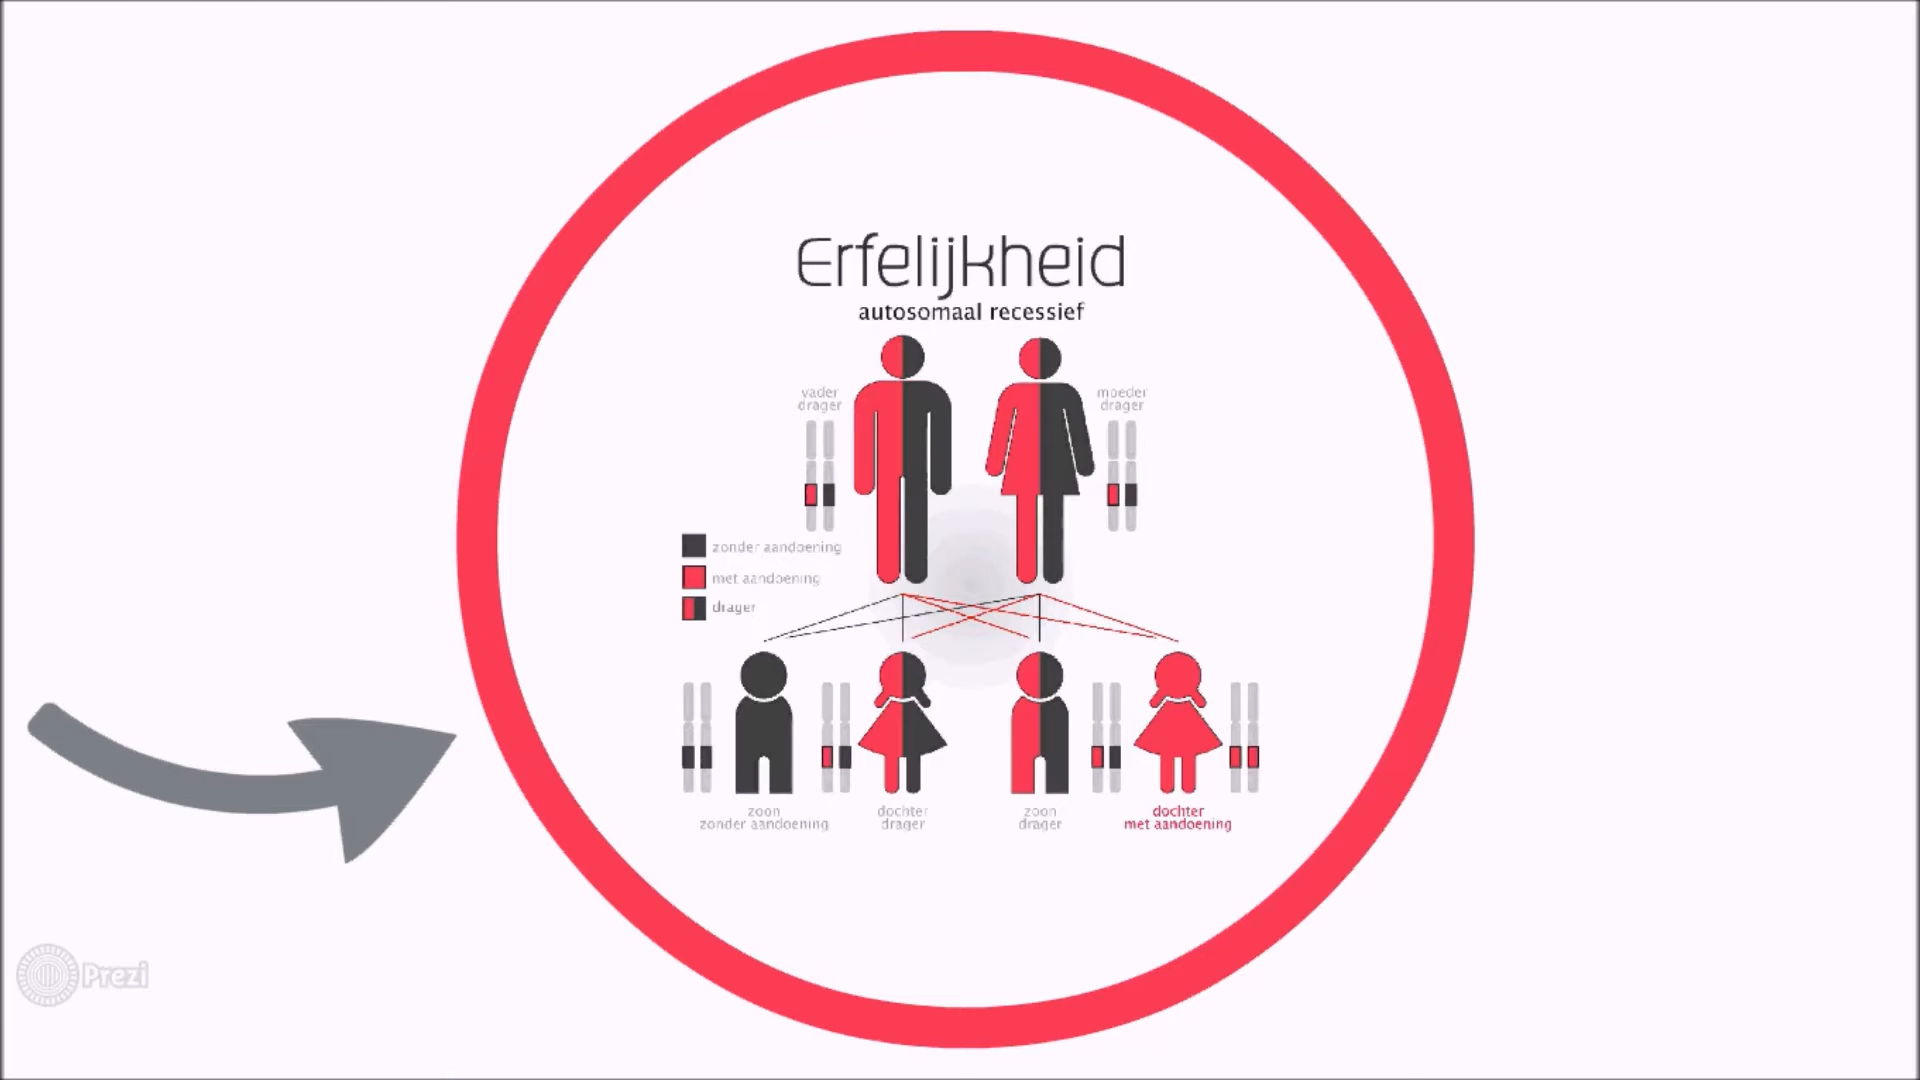 Erfelijkheid
autosomaal recessief
vader
drager
moeder
drager
zonder aandoening
met aandoening
drager
zoon
zonder aandoening
dochter
drager
zoon
drager
dochter
met aandoening
Prezi